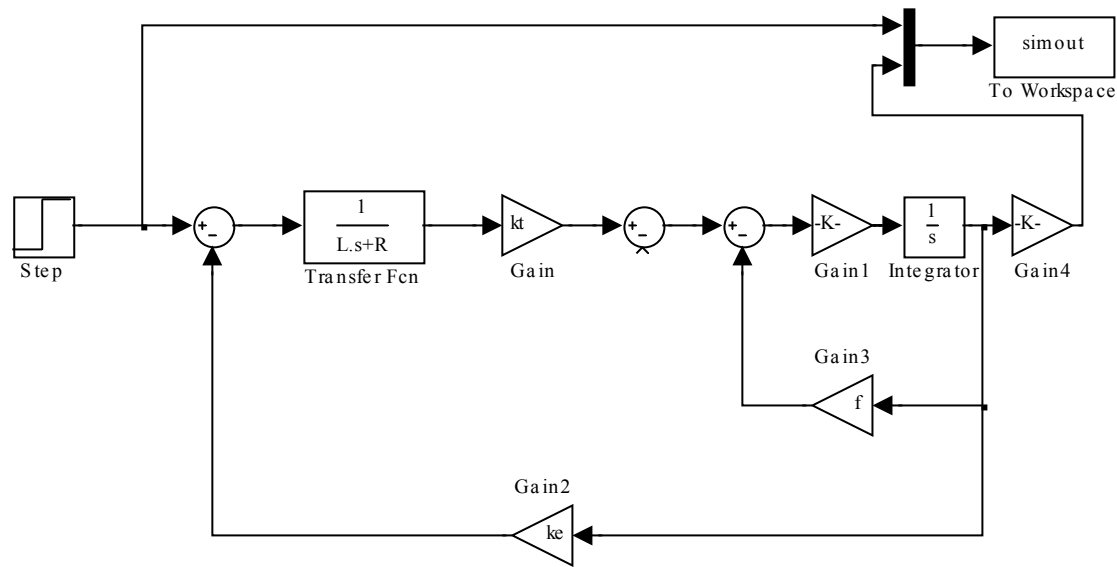 simout
To Workspace
+
−
1
L.s+R
kt
+
−
+
−
-K-
1
s
-K-
Step
Transfer Fcn
Gain
Gain1
Integrator
Gain4
Gain3
f
Gain2
ke